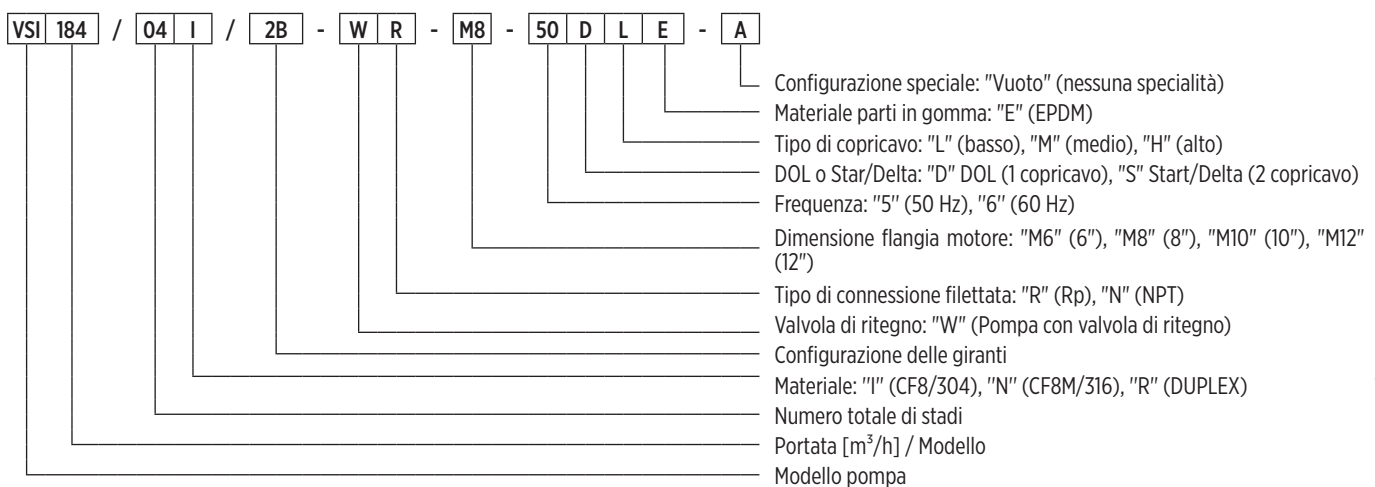 VSI 184 / 04 I / 2B - W R - M8 - 50 D L E - A
Configurazione speciale: "Vuoto" (nessuna specialità)
Materiale parti in gomma: "E" (EPDM)
Tipo di copricavo: "L" (basso), "M" (medio), "H" (alto)
DOL o Star/Delta: "D" DOL (1 copricavo), "S" Start/Delta (2 copricavo)
Frequenza: "5" (50 Hz), "6" (60 Hz)
Dimensione flangia motore: "M6" (6"), "M8" (8"), "M10" (10"), "M12"
(12")
Tipo di connessione filettata: "R" (Rp), "N" (NPT)
Valvola di ritegno: "W" (Pompa con valvola di ritegno)
Configurazione delle giranti
Materiale: "I" (CF8/304), "N" (CF8M/316), "R" (DUPLEX)
Numero totale di stadi
Portata [m³/h] / Modello
Modello pompa